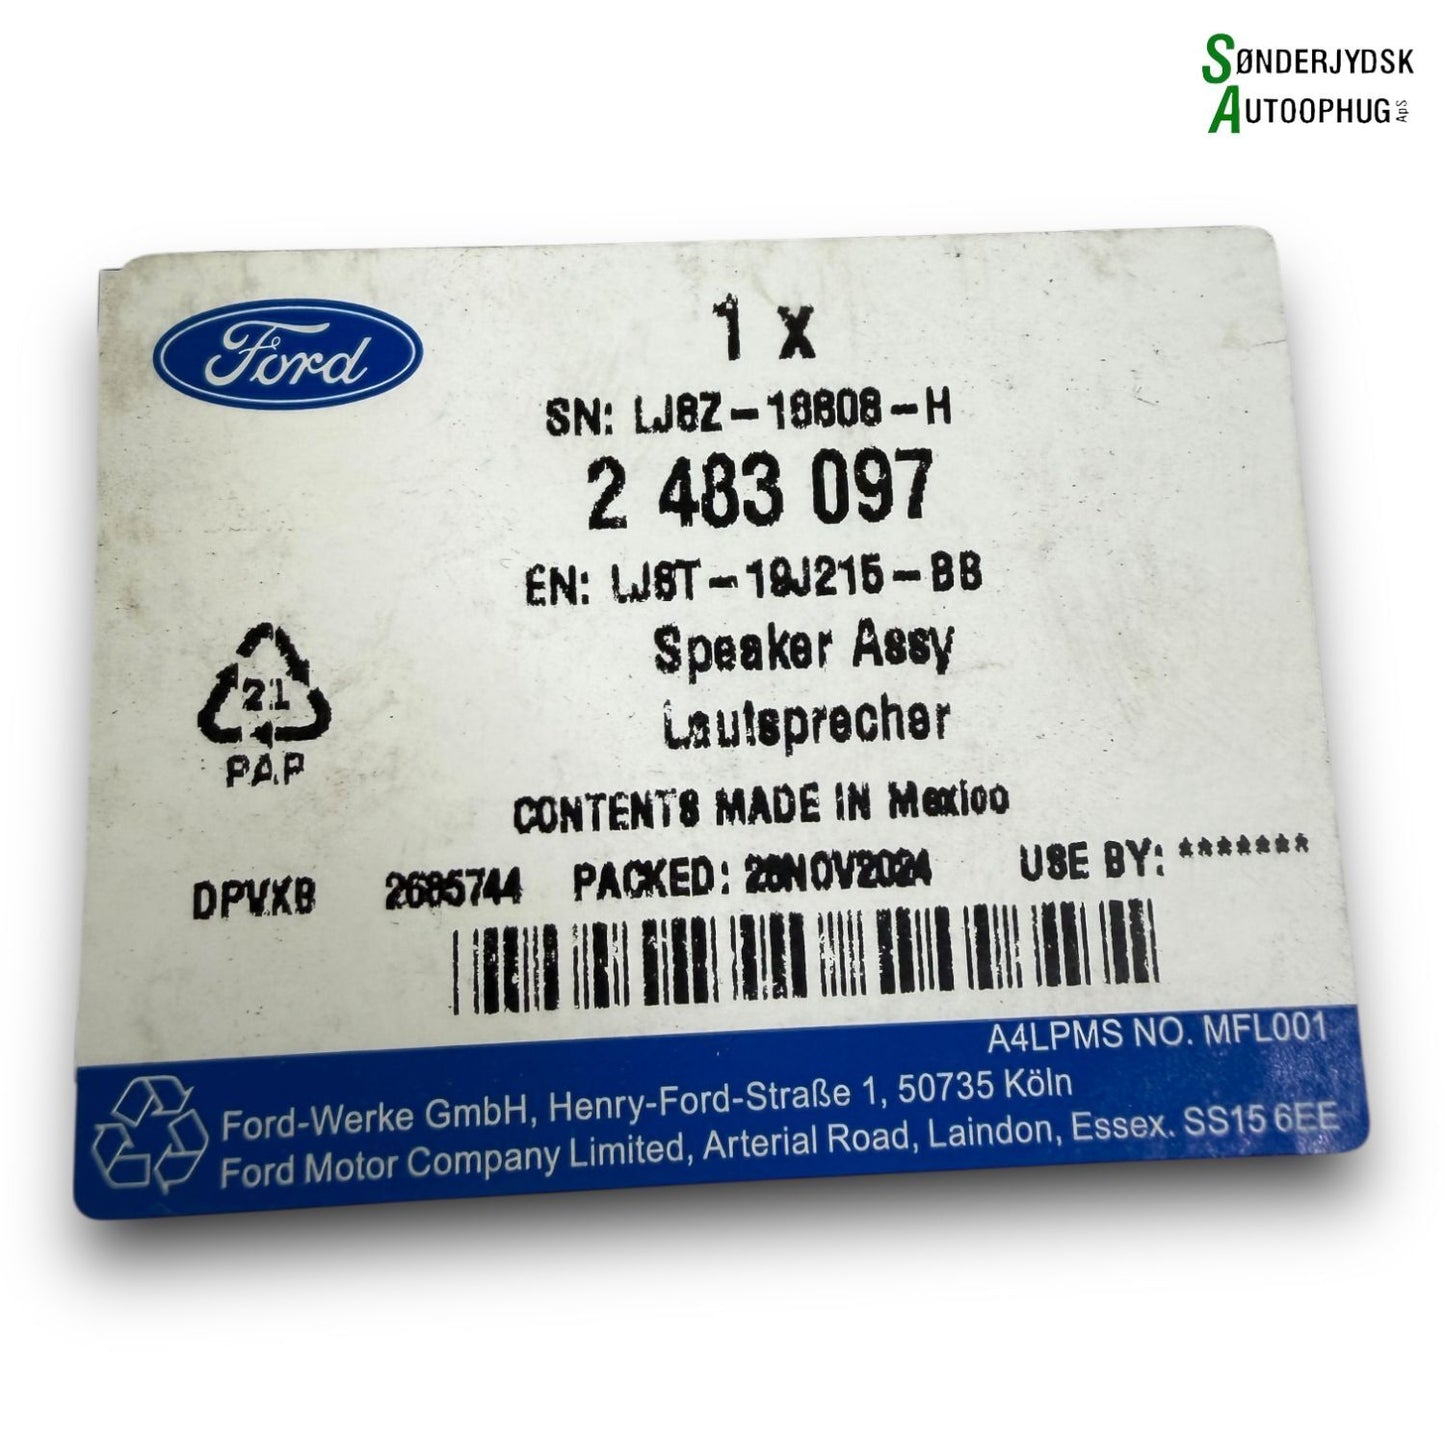 SØNDERJYDSK
AUTOOPHUG ApS
Ford
1 x
SN: LJ8Z-18808-H
2 483 097
EN: LJ8T-19J215-BB
Speaker Assy
Lautsprecher
21
PAP
CONTENTS MADE IN Mexico
DPVXB 2685744 PACKED: 26NOV2024 USE BY: *******
A4LPMS NO. MFL001
Ford-Werke GmbH, Henry-Ford-Straße 1, 50735 Köln
Ford Motor Company Limited, Arterial Road, Laindon, Essex. SS15 6EE